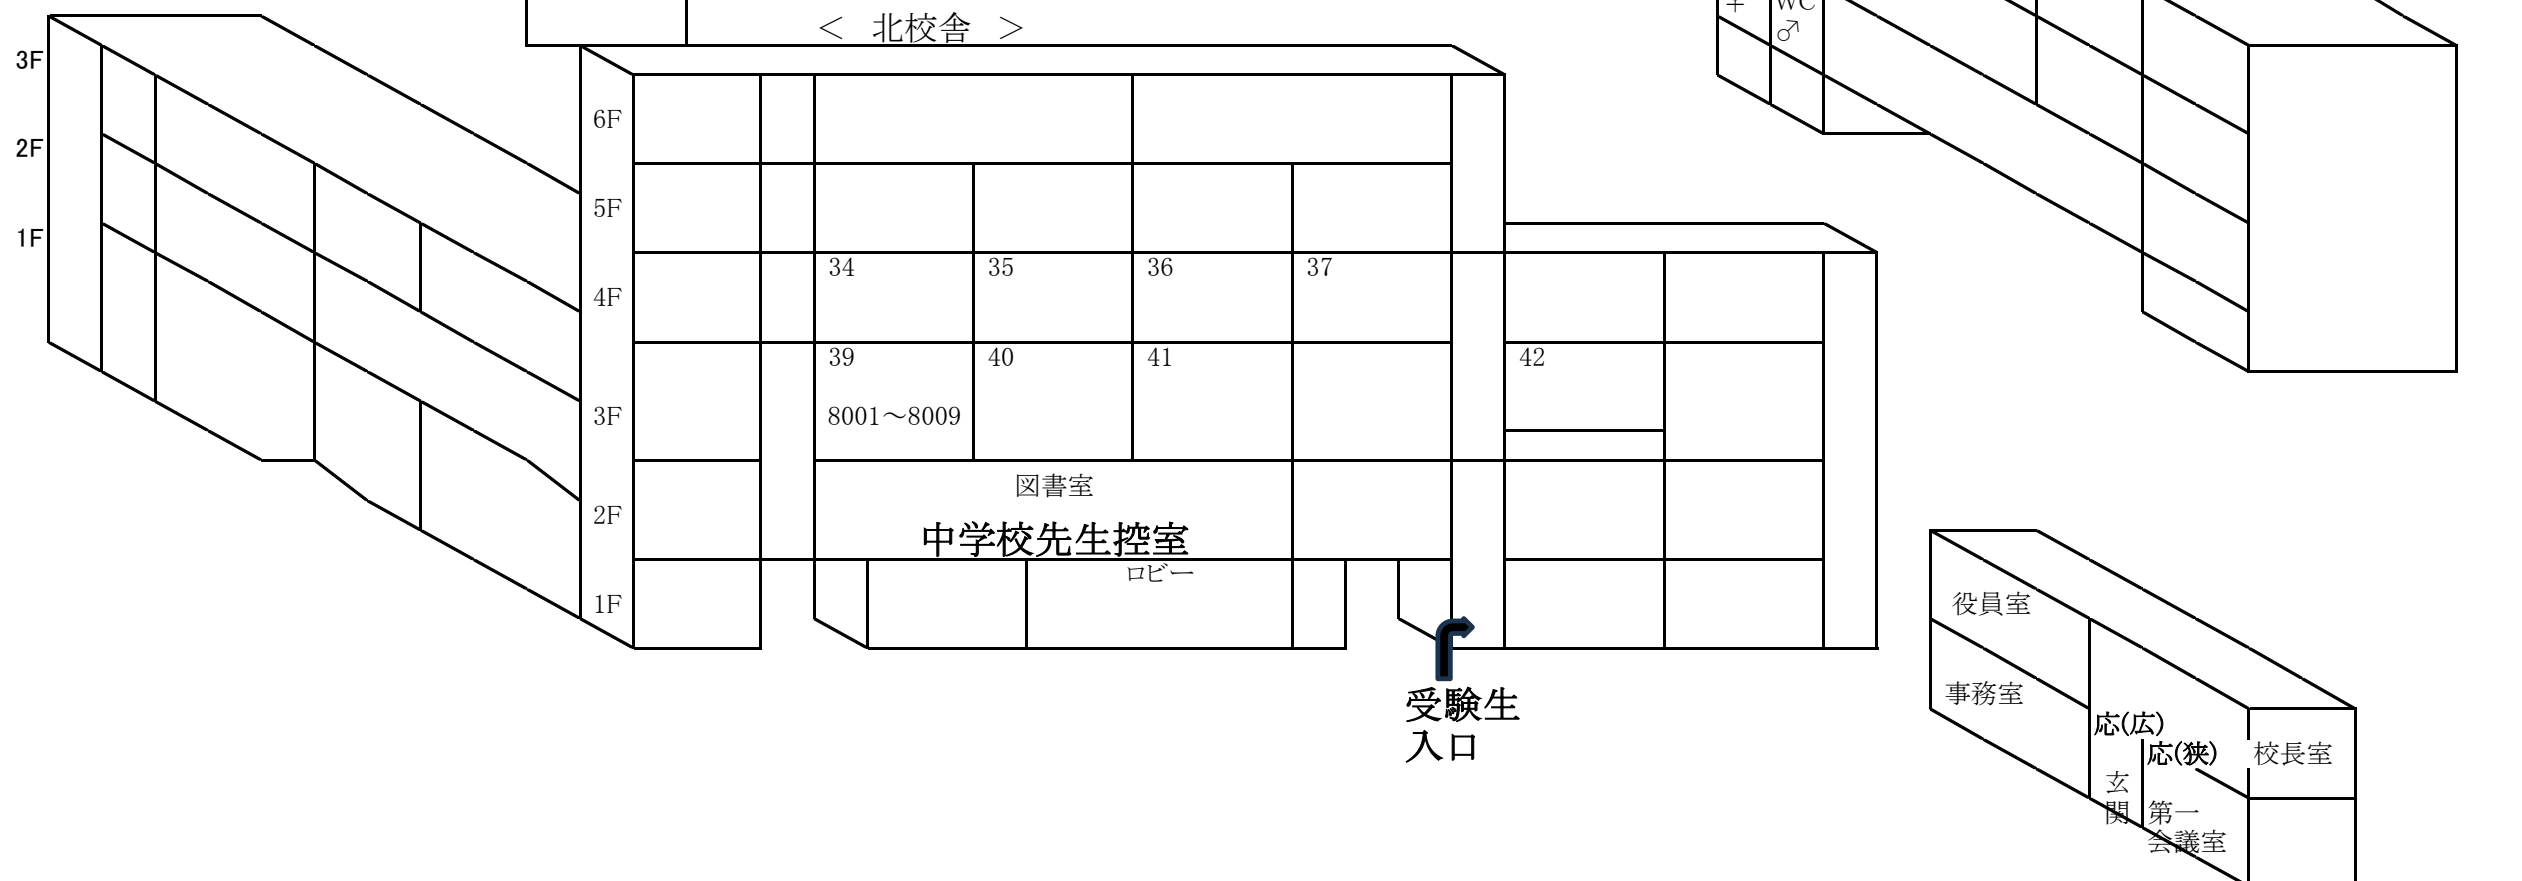 ＜ 北校舎 ＞
WC
♂
3F
2F
1F
6F
5F
4F
3F
2F
1F
34 35 36 37
39 40 41 42
8001～8009
図書室
中学校先生控室
ロビー
受験生
入口
役員室
事務室
応(広)
応(狭)
校長室
玄
関
第一
会議室